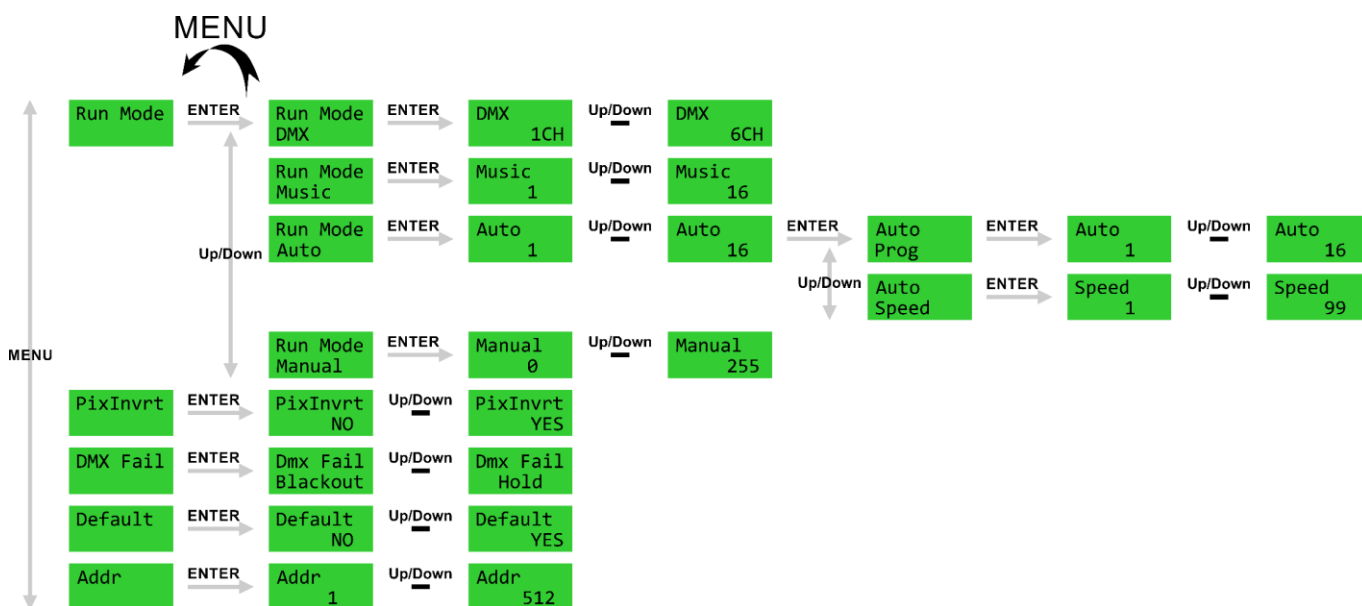 MENU
Run Mode ENTER Run Mode ENTER DMX Up/Down DMX
DMX 1CH 6CH
Run Mode ENTER Music Up/Down Music
Music 1 16
Run Mode ENTER Auto Up/Down Auto ENTER Auto ENTER Auto Up/Down Auto
Up/Down Auto 1 16 Prog 1 16
Up/Down Auto ENTER Speed Up/Down Speed
Speed 1 99
MENU
Run Mode ENTER Manual Up/Down Manual
Manual 0 255
PixInvrt ENTER PixInvrt Up/Down PixInvrt
NO YES
DMX Fail ENTER Dmx Fail Up/Down Dmx Fail
Blackout Hold
Default ENTER Default Up/Down Default
NO YES
Addr ENTER Addr Up/Down Addr
1 512